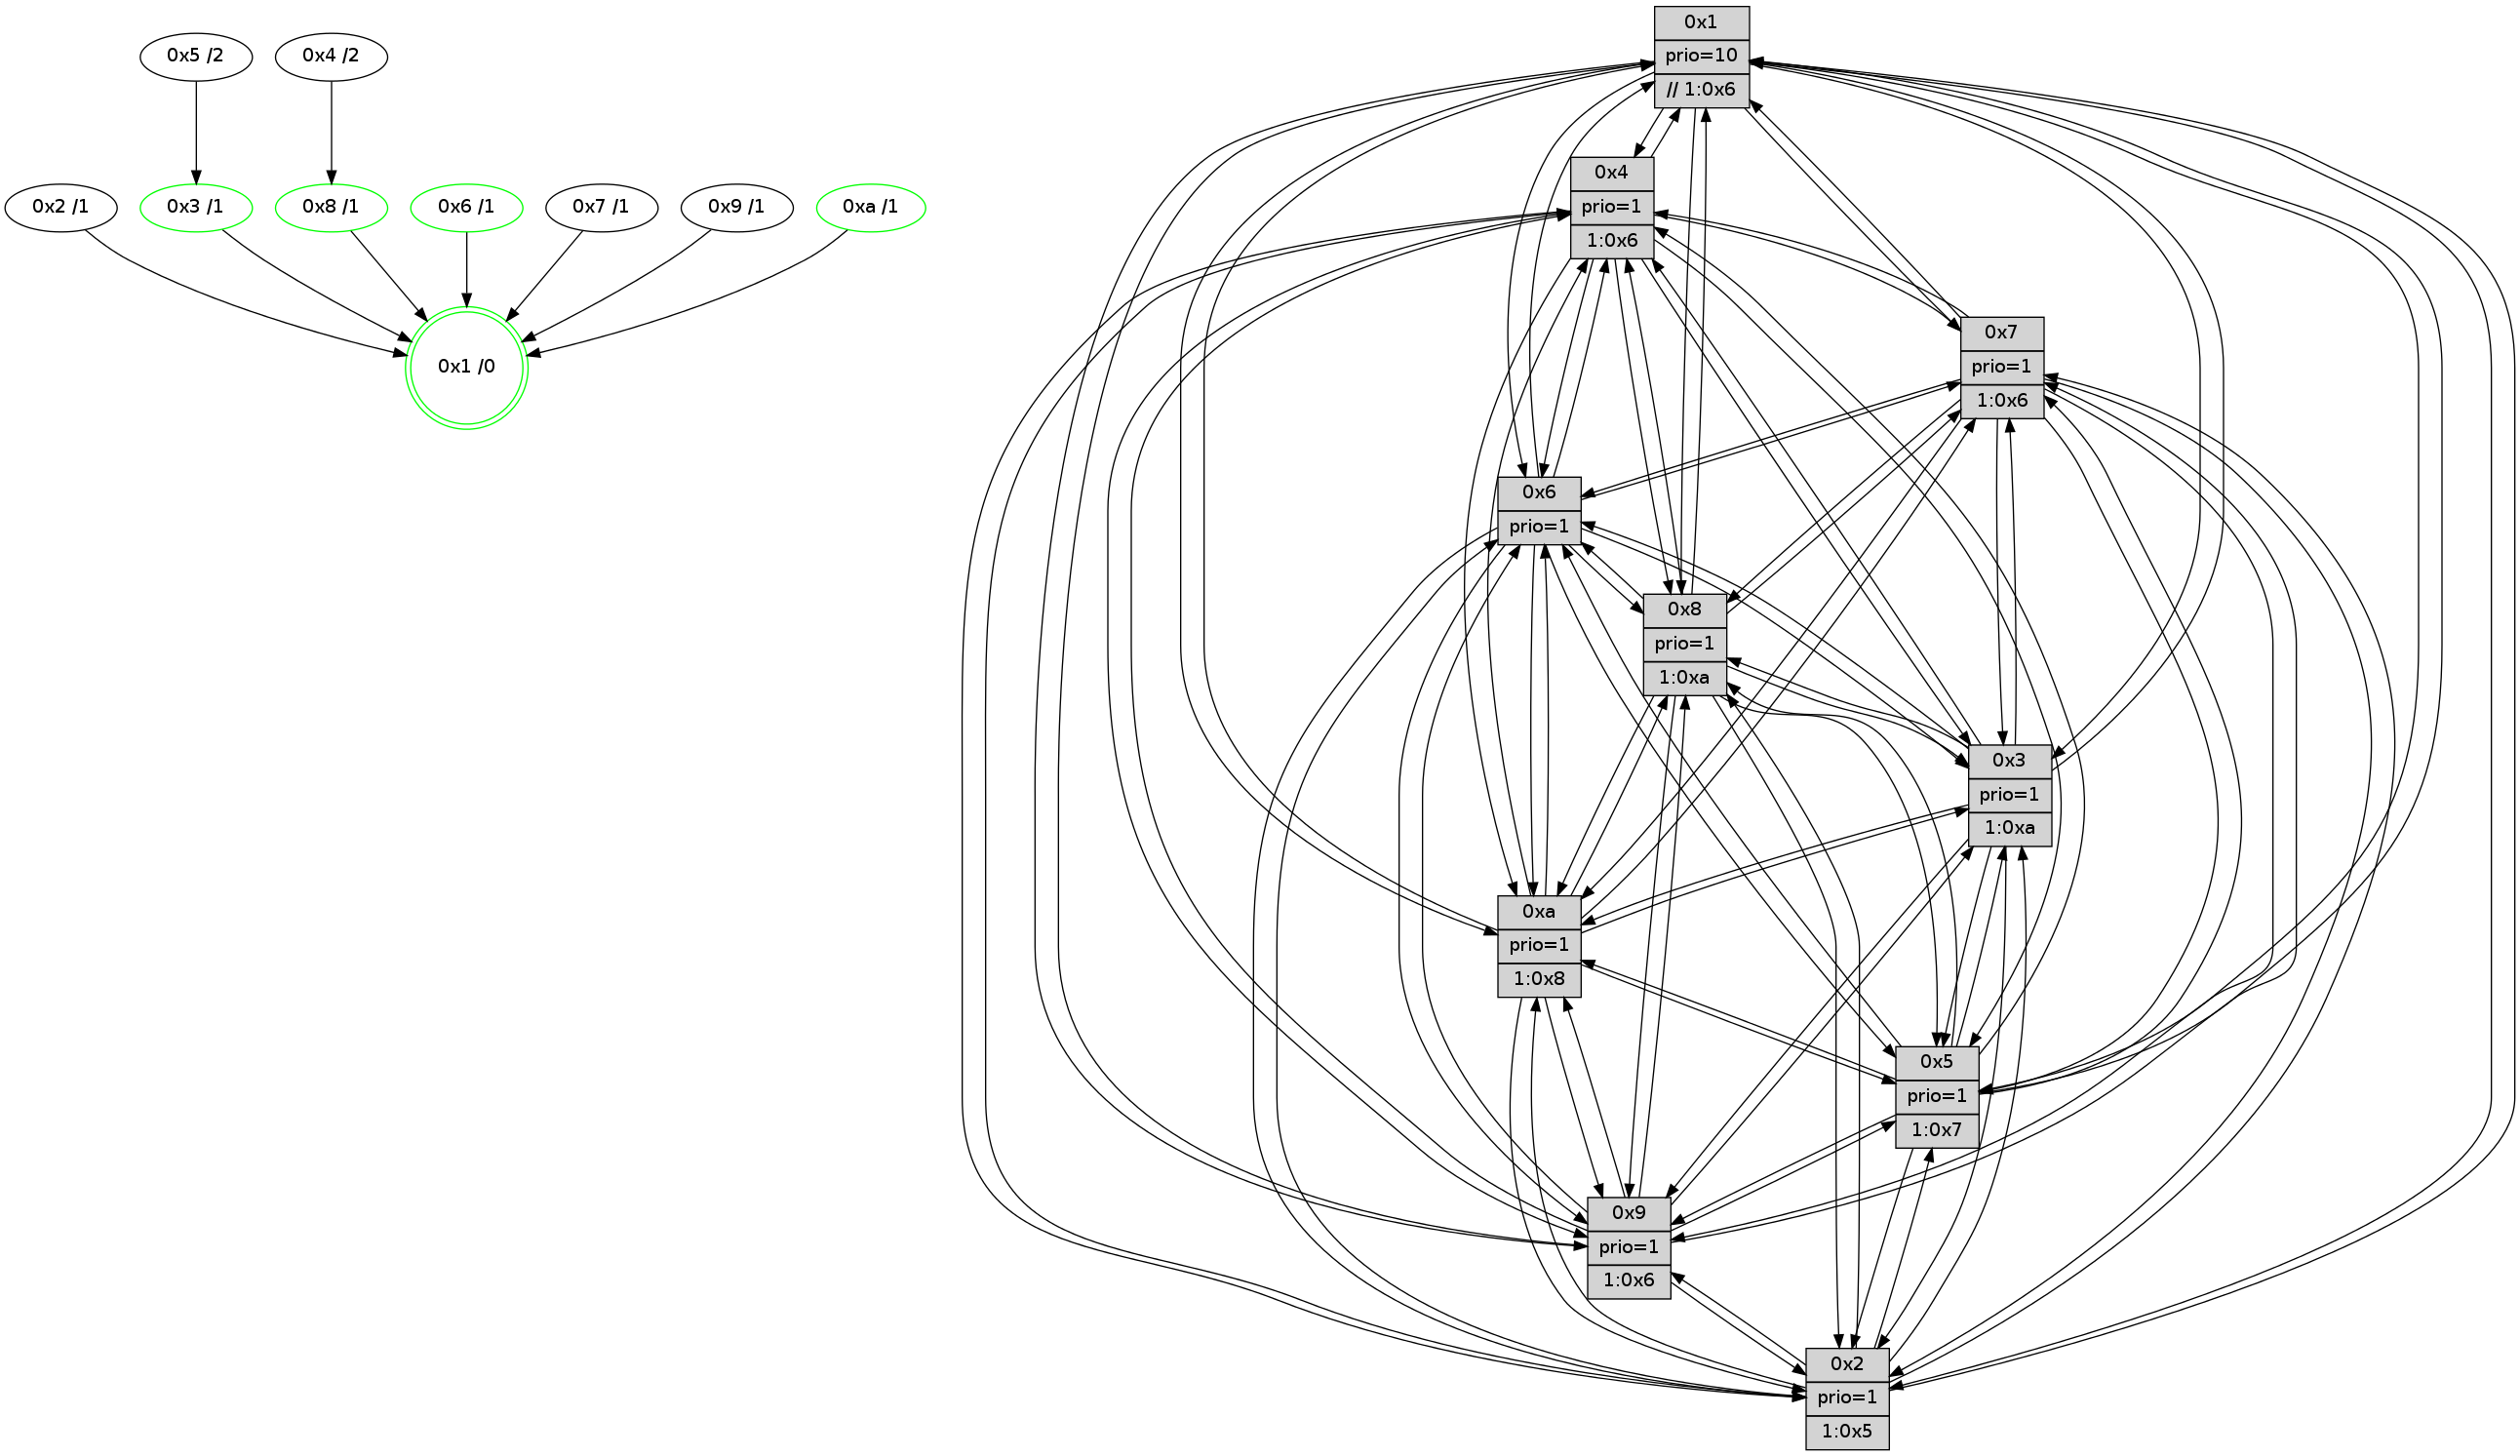 0x5 /2
0x4 /2
0x2 /1
0x3 /1
0x8 /1
0x6 /1
0x7 /1
0x9 /1
0xa /1
0x1 /0
0x1
prio=10
// 1:0x6
0x4
prio=1
1:0x6
0x7
prio=1
1:0x6
0x6
prio=1
0x8
prio=1
1:0xa
0x3
prio=1
1:0xa
0xa
prio=1
1:0x8
0x5
prio=1
1:0x7
0x9
prio=1
1:0x6
0x2
prio=1
1:0x5